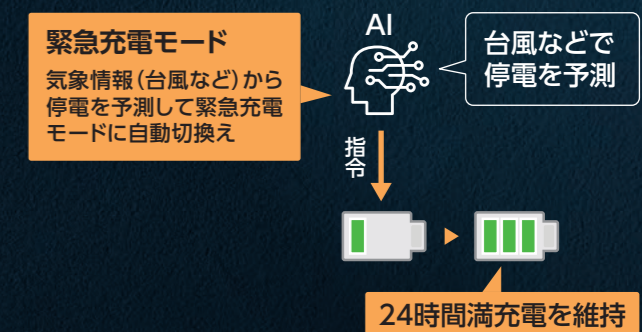 緊急充電モード
気象情報(台風など)から
停電を予測して緊急充電
モードに自動切換え
AI
台風などで
停電を予測
指令
24時間満充電を維持